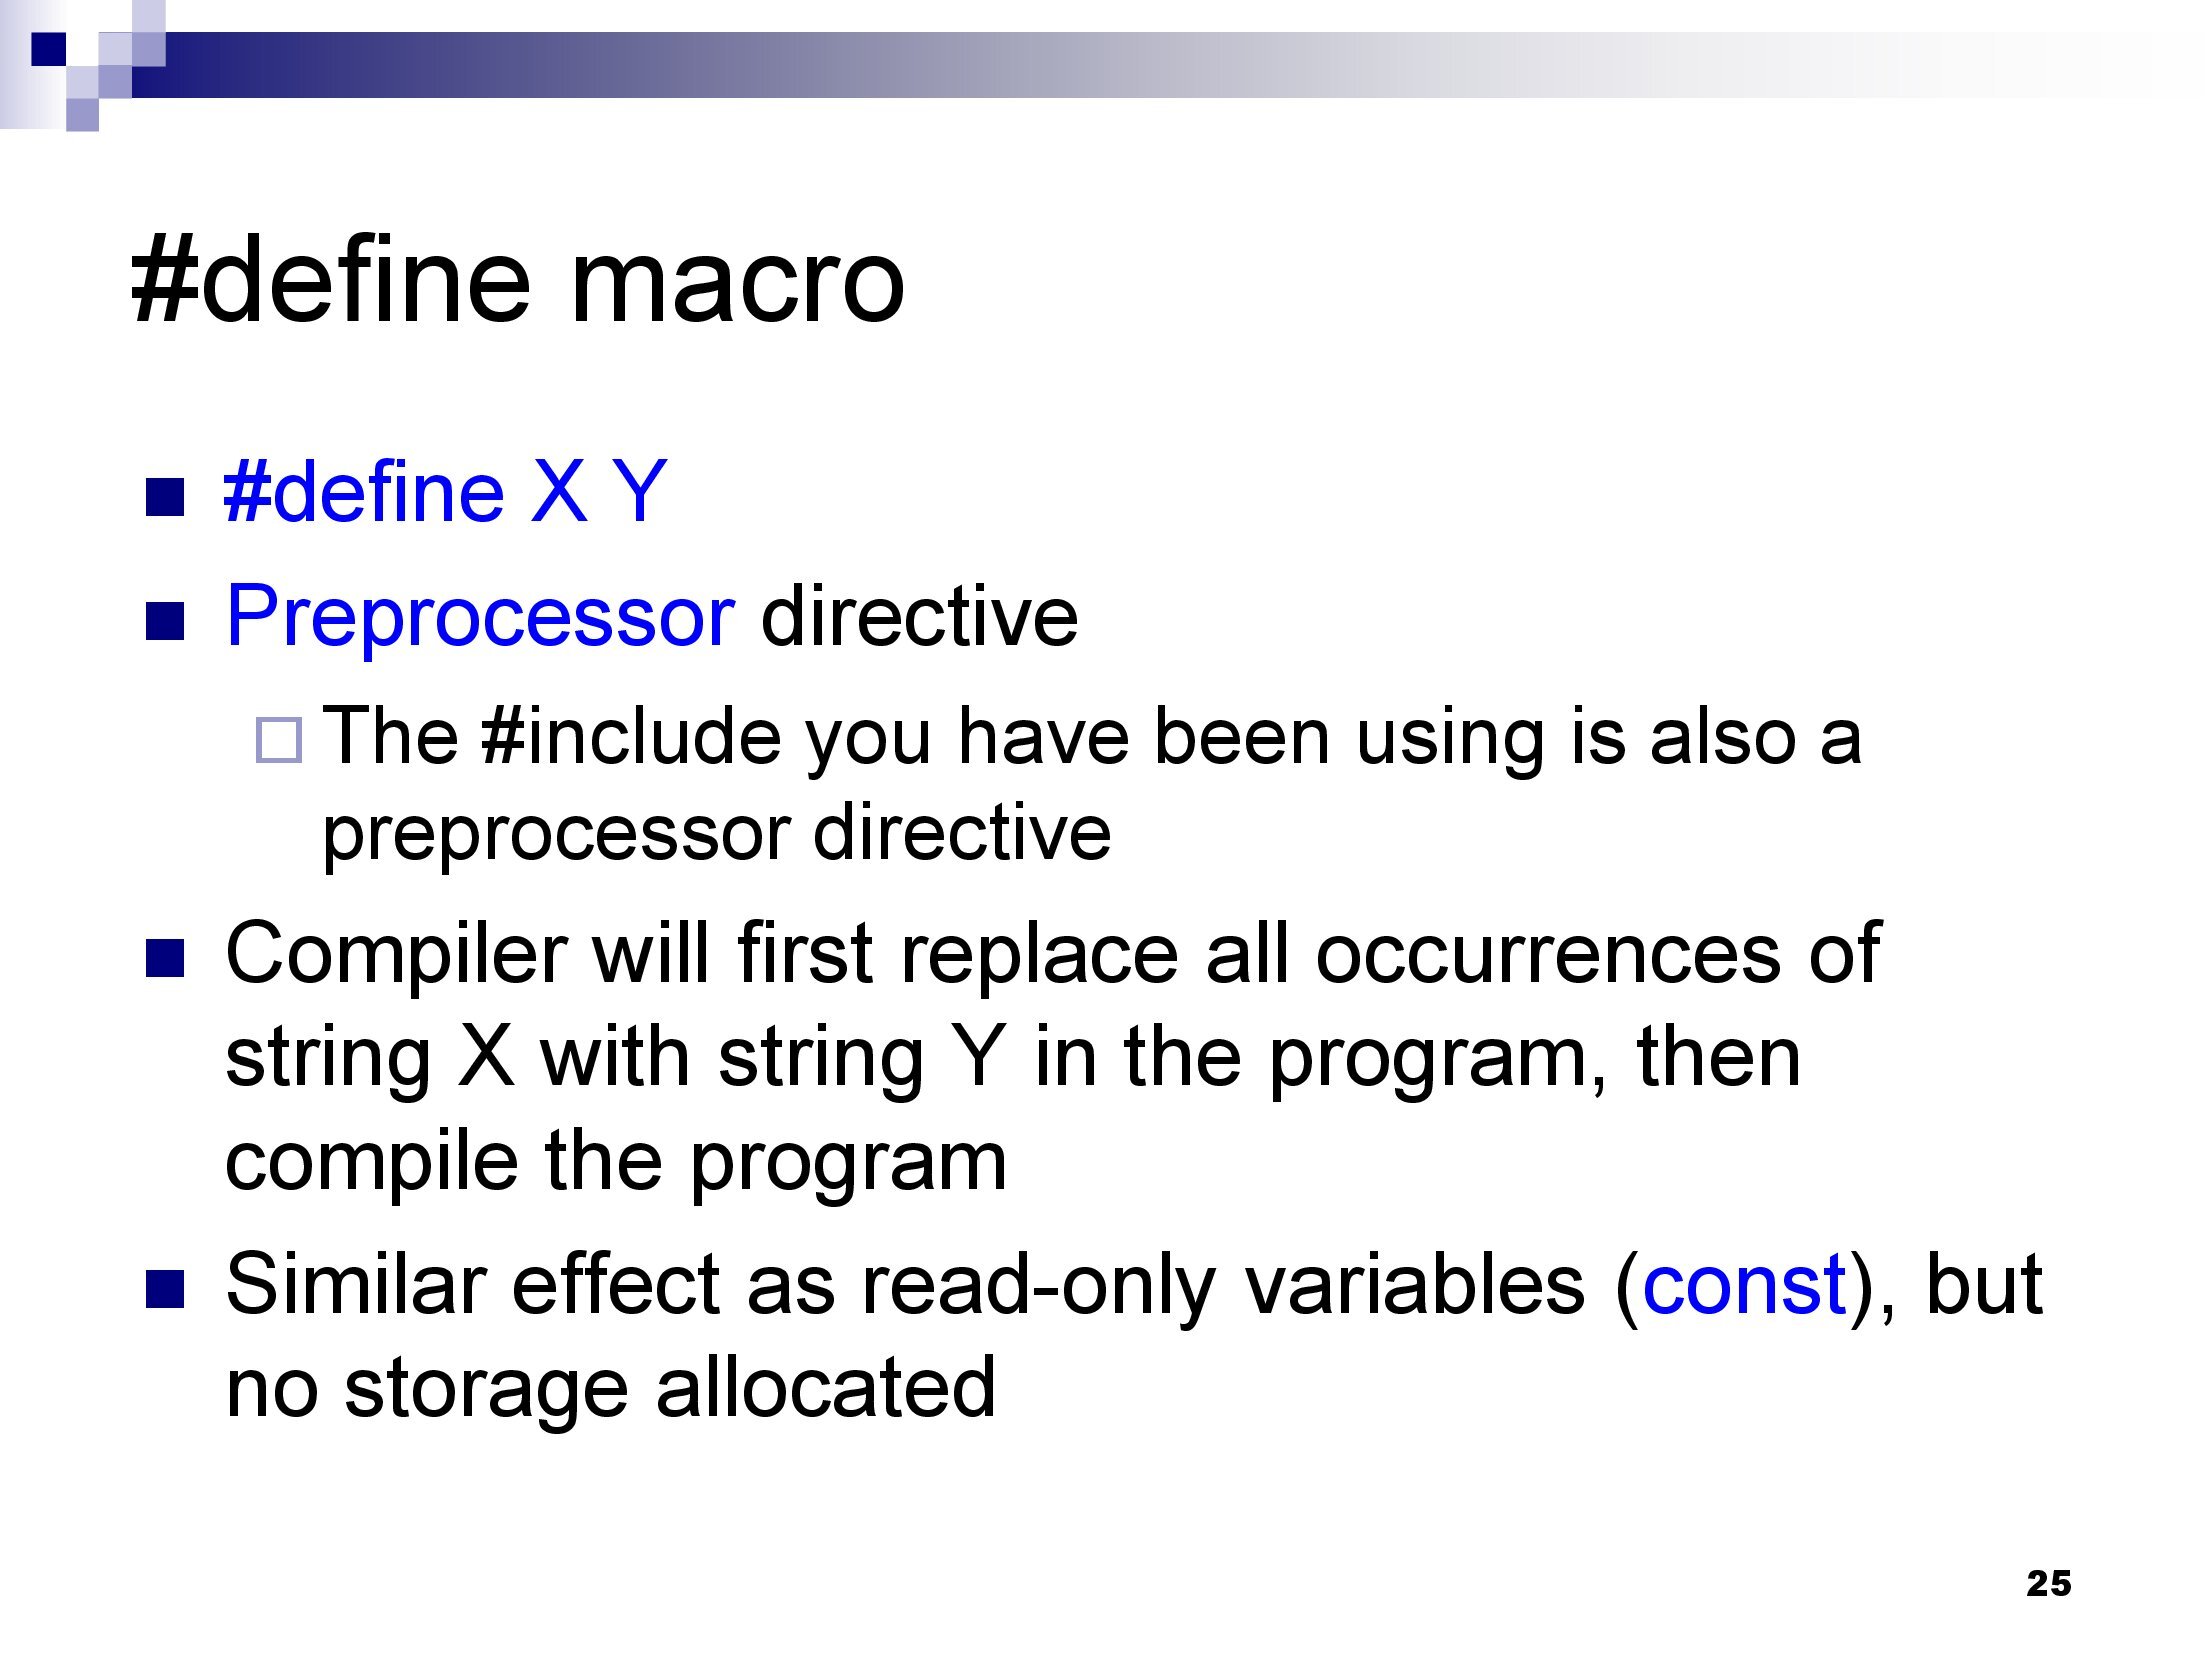 #define macro
#define X Y
Preprocessor directive
The #include you have been using is also a
preprocessor directive
Compiler will first replace all occurrences of
string X with string Y in the program, then
compile the program
Similar effect as read-only variables (const), but
no storage allocated
25